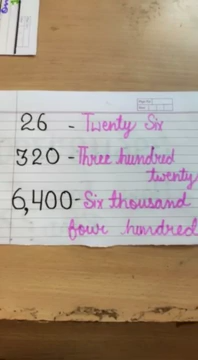 26 - Twenty Six
320 - Three hundred
twenty
6,400 - Six thousand
four hundred